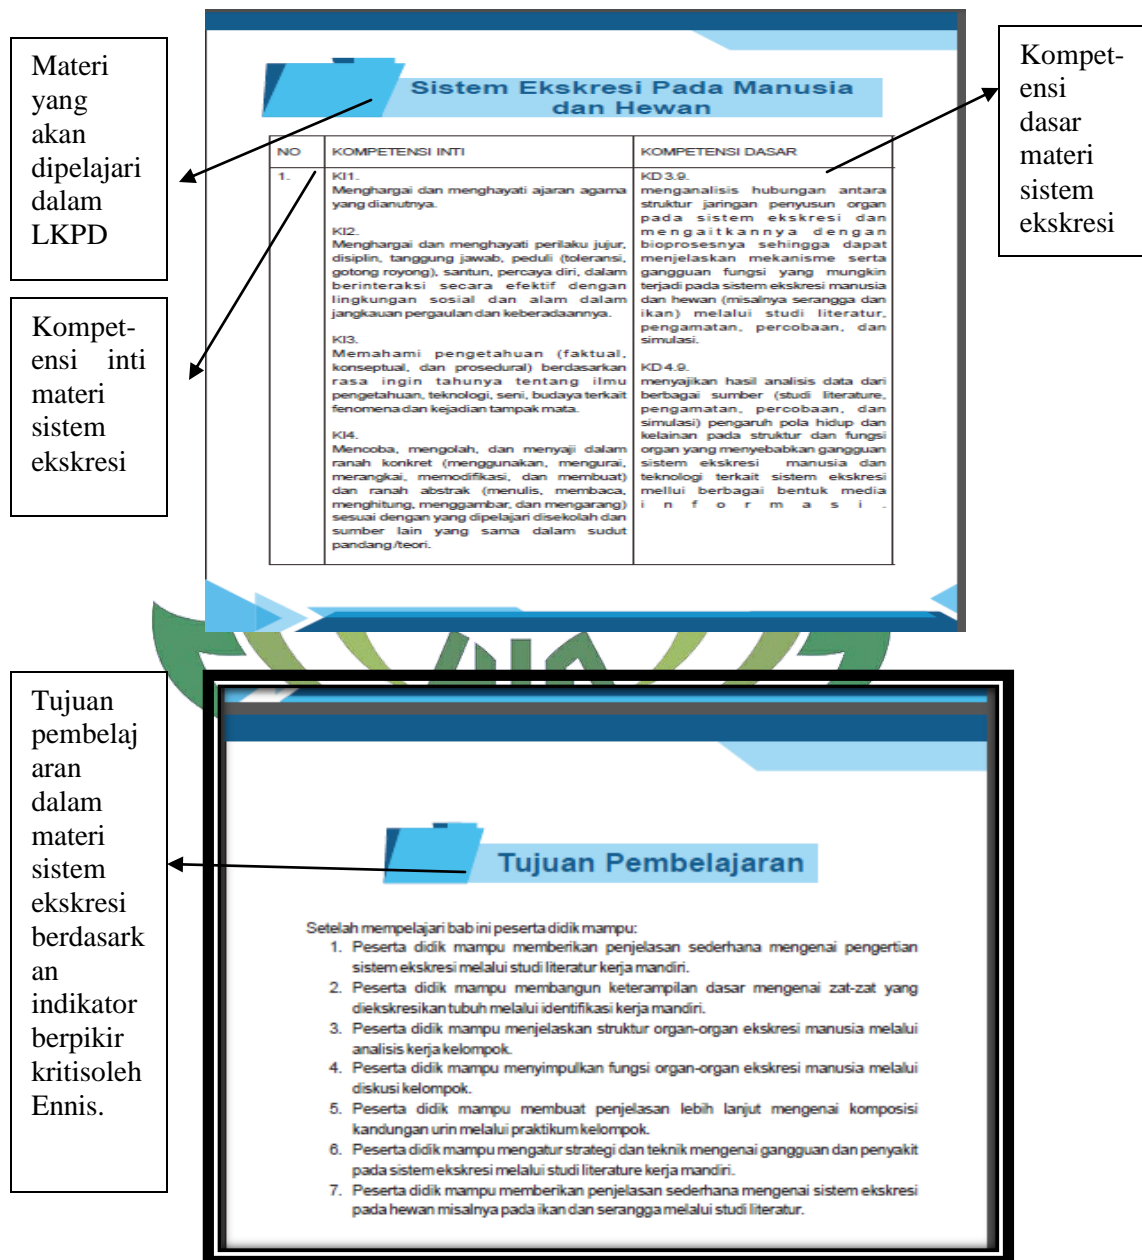 Materi
yang
akan
dipelajari
dalam
LKPD
Kompet-
ensi inti
materi
sistem
ekskresi
Kompet-
ensi
dasar
materi
sistem
ekskresi
Sistem Ekskresi Pada Manusia
dan Hewan
NO
KOMPETENSI INTI
KOMPETENSI DASAR
1.
KI1.
Menghargai dan menghayati ajaran agama
yang dianutnya.
KI2.
Menghargai dan menghayati perilaku jujur,
disiplin, tanggung jawab, peduli (toleransi,
gotong royong), santun, percaya diri, dalam
berinteraksi secara efektif dengan
lingkungan sosial dan alam dalam
jangkauan pergaulan dan keberadaannya.
KI3.
Memahami pengetahuan (faktual,
konseptual, dan prosedural) berdasarkan
rasa ingin tahunya tentang ilmu
pengetahuan, teknologi, seni, budaya terkait
fenomena dan kejadian tampak mata.
KI4.
Mencoba, mengolah, dan menyaji dalam
ranah konkret (menggunakan, mengurai,
merangkai, memodifikasi, dan membuat)
dan ranah abstrak (menulis, membaca,
menghitung, menggambar, dan mengarang)
sesuai dengan yang dipelajari disekolah dan
sumber lain yang sama dalam sudut
pandang/teori.
KD3.9.
menganalisis hubungan antara
struktur jaringan penyusun organ
pada sistem ekskresi dan
mengaitkannya dengan
bioprosesnya sehingga dapat
menjelaskan mekanisme serta
gangguan fungsi yang mungkin
terjadi pada sistem ekskresi manusia
dan hewan (misalnya serangga dan
ikan) melalui studi literatur,
pengamatan, percobaan, dan
simulasi.
KD4.9.
menyajikan hasil analisis data dari
berbagai sumber (studi literature,
pengamatan, percobaan, dan
simulasi) pengaruh pola hidup dan
kelainan pada struktur dan fungsi
organ yang menyebabkan gangguan
sistem ekskresi manusia dan
teknologi terkait sistem ekskresi
mellui berbagai bentuk media
informasi.
Tujuan
pembelaj
aran
dalam
materi
sistem
ekskresi
berdasark
an
indikator
berpikir
kritisoleh
Ennis.
Tujuan Pembelajaran
Setelah mempelajari bab ini peserta didik mampu:
1. Peserta didik mampu memberikan penjelasan sederhana mengenai pengertian
sistem ekskresi melalui studi literatur kerja mandiri.
2. Peserta didik mampu membangun keterampilan dasar mengenai zat-zat yang
diekskresikan tubuh melalui identifikasi kerja mandiri.
3. Peserta didik mampu menjelaskan struktur organ-organ ekskresi manusia melalui
analisis kerja kelompok.
4. Peserta didik mampu menyimpulkan fungsi organ-organ ekskresi manusia melalui
diskusi kelompok.
5. Peserta didik mampu membuat penjelasan lebih lanjut mengenai komposisi
kandungan urin melalui praktikum kelompok.
6. Peserta didik mampu mengatur strategi dan teknik mengenai gangguan dan penyakit
pada sistem ekskresi melalui studi literature kerja mandiri.
7. Peserta didik mampu memberikan penjelasan sederhana mengenai sistem ekskresi
pada hewan misalnya pada ikan dan serangga melalui studi literatur.